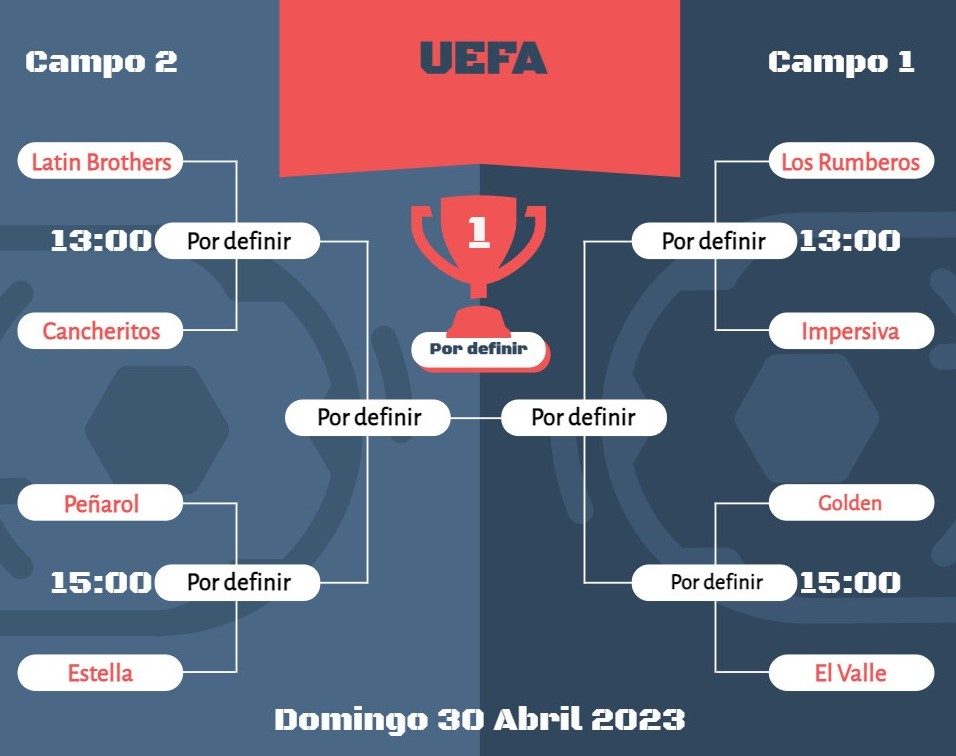 UEFA
Campo 2
Campo 1
Latin Brothers
Los Rumberos
1
13:00
Por definir
Por definir
13:00
Cancheritos
Impersiva
Por definir
Por definir
Por definir
Peñarol
Golden
15:00
Por definir
Por definir
15:00
Estella
El Valle
Domingo 30 Abril 2023